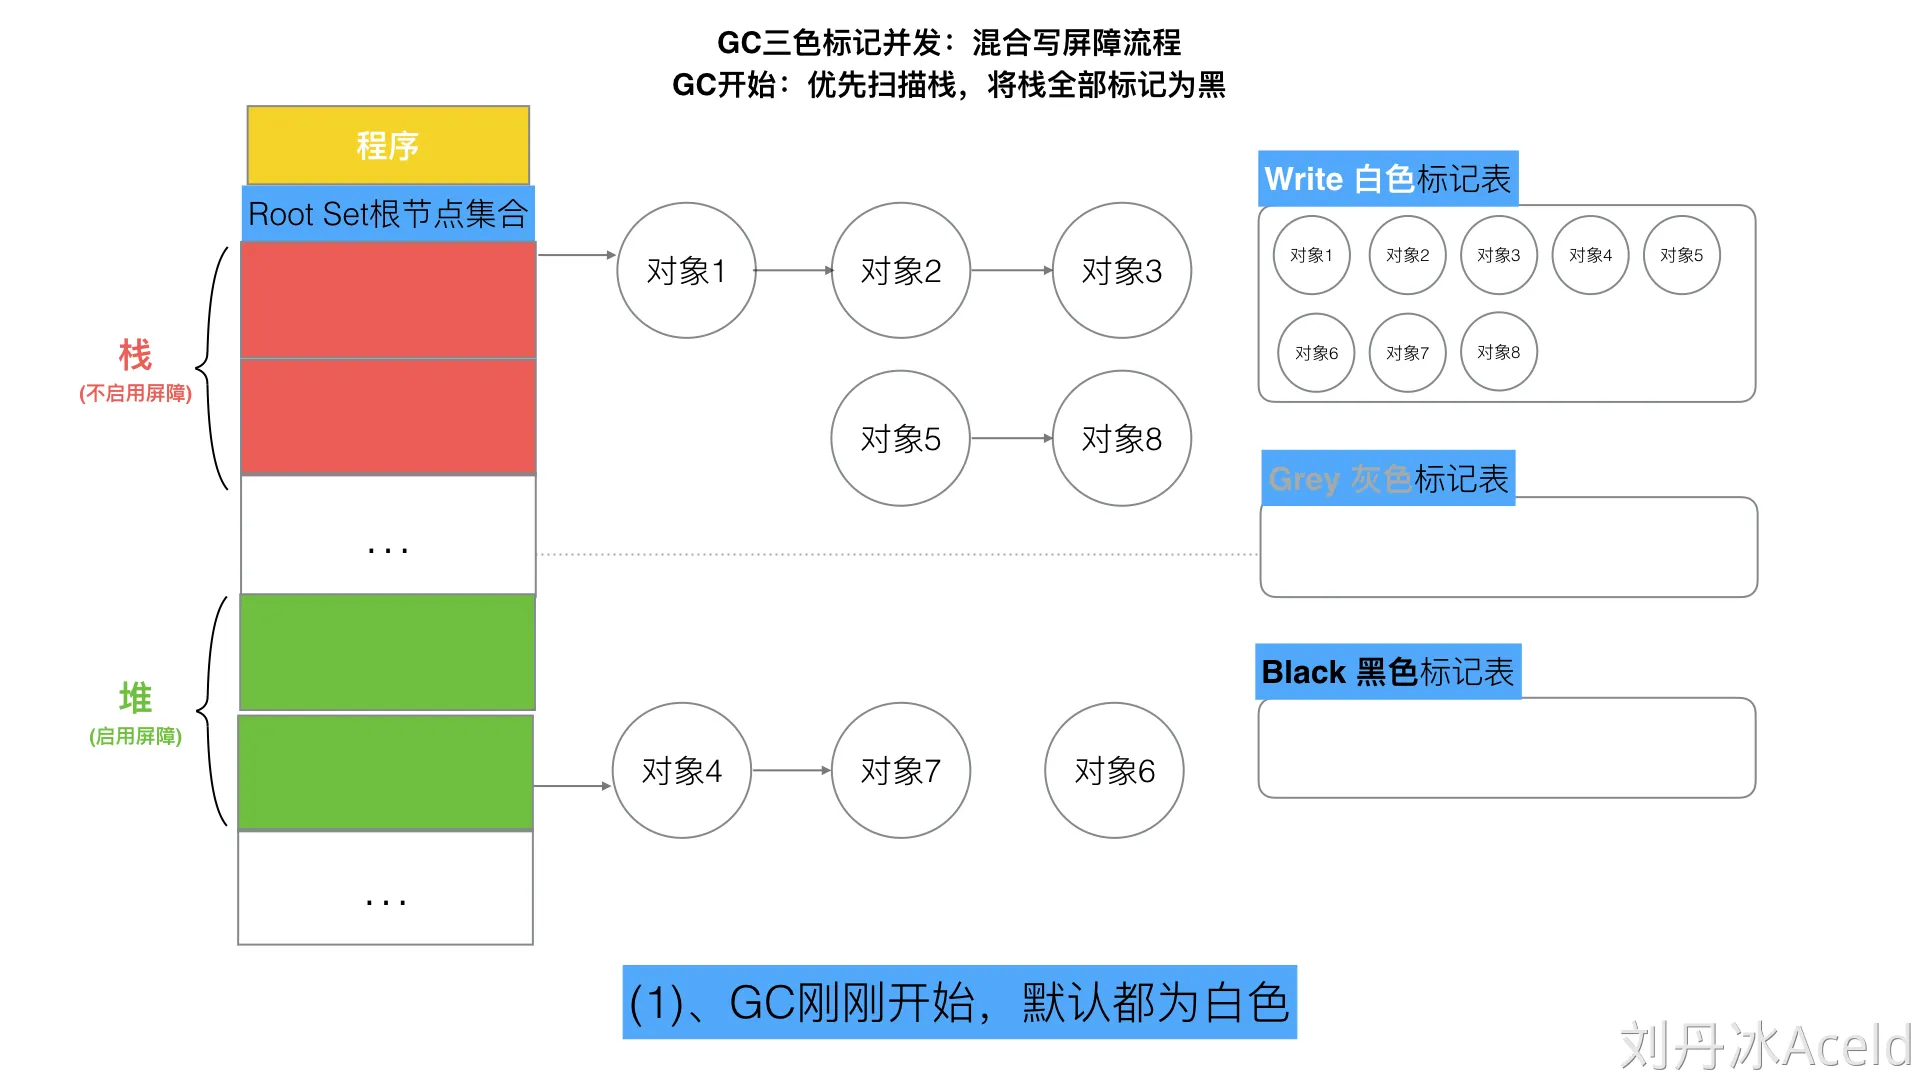 GC三色标记并发：混合写屏障流程
GC开始：优先扫描栈，将栈全部标记为黑
程序
Root Set根节点集合
栈
(不启用屏障)
...
堆
(启用屏障)
...
对象1
对象2
对象3
对象5
对象8
对象4
对象7
对象6
Write 白色标记表
对象1
对象2
对象3
对象4
对象5
对象6
对象7
对象8
Grey 灰色标记表
Black 黑色标记表
(1)、GC刚刚开始，默认都为白色
刘丹冰Aceld